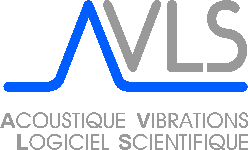 AVLS
ACOUSTIQUE VIBRATIONS
LOGICIEL SCIENTIFIQUE